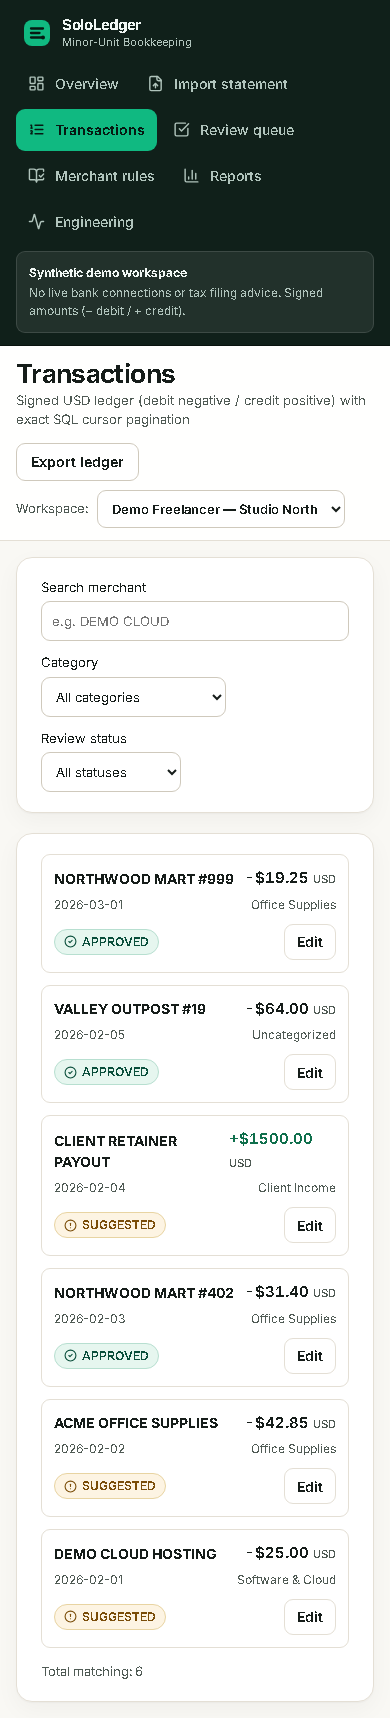 SoloLedger
Minor-Unit Bookkeeping
Overview
Import statement
Transactions
Review queue
Merchant rules
Reports
Engineering
Synthetic demo workspace
No live bank connections or tax filing advice. Signed
amounts (− debit / + credit).
Transactions
Signed USD ledger (debit negative / credit positive) with
exact SQL cursor pagination
Export ledger
Workspace: Demo Freelancer — Studio North
Search merchant
e.g. DEMO CLOUD
Category
All categories
Review status
All statuses
NORTHWOOD MART #999 -$19.25 USD
2026-03-01 Office Supplies
APPROVED Edit
VALLEY OUTPOST #19 -$64.00 USD
2026-02-05 Uncategorized
APPROVED Edit
CLIENT RETAINER PAYOUT +$1500.00 USD
2026-02-04 Client Income
SUGGESTED Edit
NORTHWOOD MART #402 -$31.40 USD
2026-02-03 Office Supplies
APPROVED Edit
ACME OFFICE SUPPLIES -$42.85 USD
2026-02-02 Office Supplies
SUGGESTED Edit
DEMO CLOUD HOSTING -$25.00 USD
2026-02-01 Software & Cloud
SUGGESTED Edit
Total matching: 6